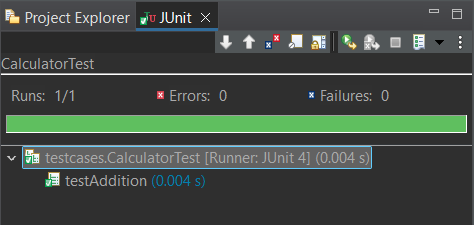 Project Explorer JUnit
CalculatorTest
Runs: 1/1 Errors: 0 Failures: 0
testcases.CalculatorTest [Runner: JUnit 4] (0.004 s)
testAddition (0.004 s)